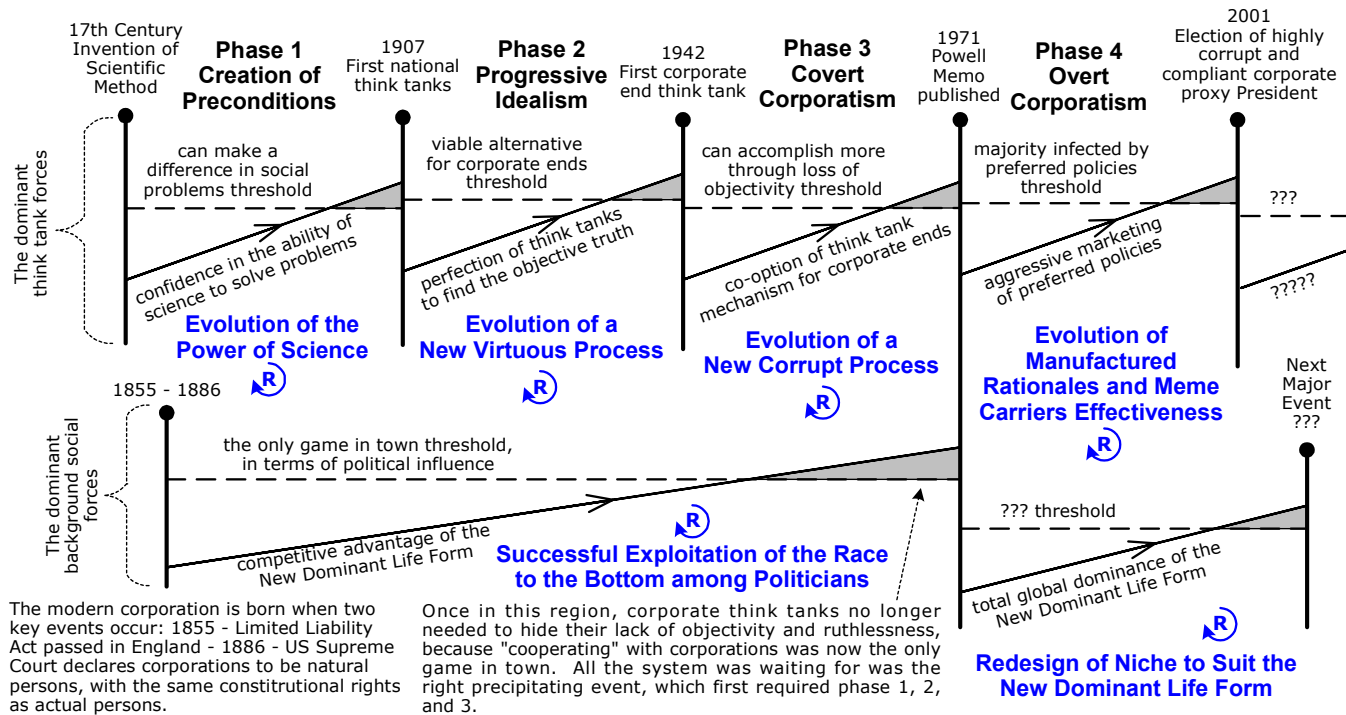 17th Century
Invention of
Scientific
Method
Phase 1
Creation of
Preconditions
1907
First national
think tanks
Phase 2
Progressive
Idealism
1942
First corporate
end think tank
Phase 3
Covert
Corporatism
1971
Powell
Memo
published
Phase 4
Overt
Corporatism
2001
Election of highly
corrupt and
compliant corporate
proxy President
The dominant
think tank forces
can make a
difference in social
problems threshold
confidence in the ability of
science to solve problems
Evolution of the
Power of Science
R
viable alternative
for corporate ends
threshold
perfection of think tanks
to find the objective truth
Evolution of a
New Virtuous Process
R
can accomplish more
through loss of
objectivity threshold
co-option of think tank
mechanism for corporate ends
Evolution of a
New Corrupt Process
R
majority infected by
preferred policies
threshold
aggressive marketing
of preferred policies
Evolution of
Manufactured
Rationales and Meme
Carriers Effectiveness
R
???
?????
Next
Major
Event
???
1855 - 1886
The dominant
background social
forces
the only game in town threshold,
in terms of political influence
competitive advantage of the
New Dominant Life Form
R
Successful Exploitation of the Race
to the Bottom among Politicians
??? threshold
total global dominance of the
New Dominant Life Form
R
Redesign of Niche to Suit the
New Dominant Life Form
The modern corporation is born when two
key events occur: 1855 - Limited Liability
Act passed in England - 1886 - US Supreme
Court declares corporations to be natural
persons, with the same constitutional rights
as actual persons.
Once in this region, corporate think tanks no longer
needed to hide their lack of objectivity and ruthlessness,
because "cooperating" with corporations was now the only
game in town.  All the system was waiting for was the
right precipitating event, which first required phase 1, 2,
and 3.